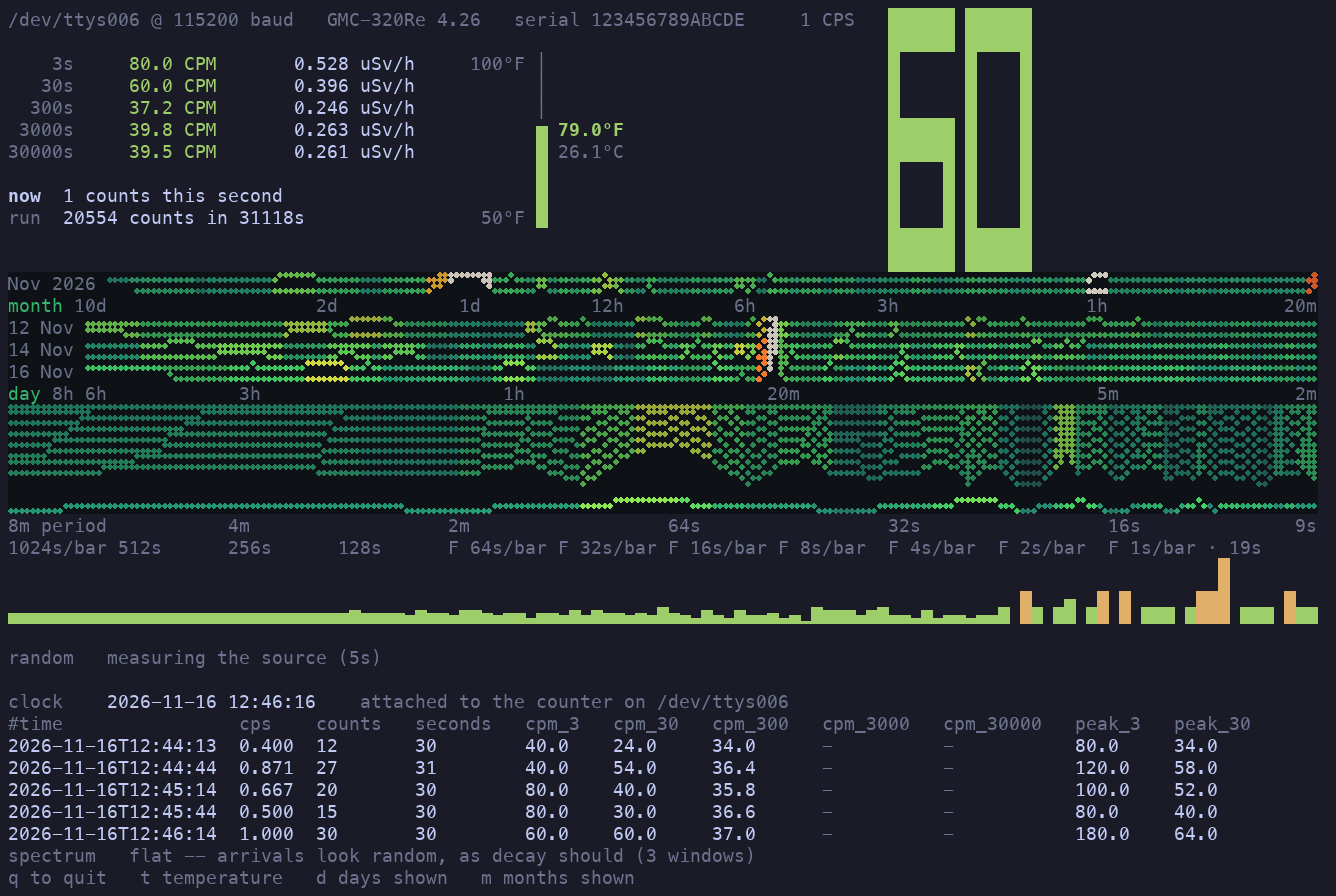 /dev/ttys006 @ 115200 baud   GMC-320Re 4.26   serial 123456789ABCDE     1 CPS
60
3s     80.0 CPM       0.528 uSv/h     100°F
30s     60.0 CPM       0.396 uSv/h
300s     37.2 CPM       0.246 uSv/h
3000s     39.8 CPM       0.263 uSv/h     79.0°F
30000s     39.5 CPM       0.261 uSv/h     26.1°C
now  1 counts this second
run  20554 counts in 31118s     50°F
Nov 2026
month 10d     2d     1d     12h     6h     3h     1h     20m
12 Nov
14 Nov
16 Nov
day 8h 6h     3h     1h     20m     5m     2m
8m period     4m     2m     64s     32s     16s     9s
1024s/bar 512s     256s     128s     F 64s/bar F 32s/bar F 16s/bar F 8s/bar  F 4s/bar  F 2s/bar  F 1s/bar · 19s
random   measuring the source (5s)
clock    2026-11-16 12:46:16    attached to the counter on /dev/ttys006
#time                cps    counts  seconds   cpm_3   cpm_30   cpm_300  cpm_3000   cpm_30000   peak_3   peak_30
2026-11-16T12:44:13  0.400  12      30        40.0    24.0     34.0     —          —           80.0     34.0
2026-11-16T12:44:44  0.871  27      31        40.0    54.0     36.4     —          —           120.0    58.0
2026-11-16T12:45:14  0.667  20      30        80.0    40.0     35.8     —          —           100.0    52.0
2026-11-16T12:45:44  0.500  15      30        80.0    30.0     36.6     —          —           80.0     40.0
2026-11-16T12:46:14  1.000  30      30        60.0    60.0     37.0     —          —           180.0    64.0
spectrum   flat —— arrivals look random, as decay should (3 windows)
q to quit   t temperature   d days shown   m months shown